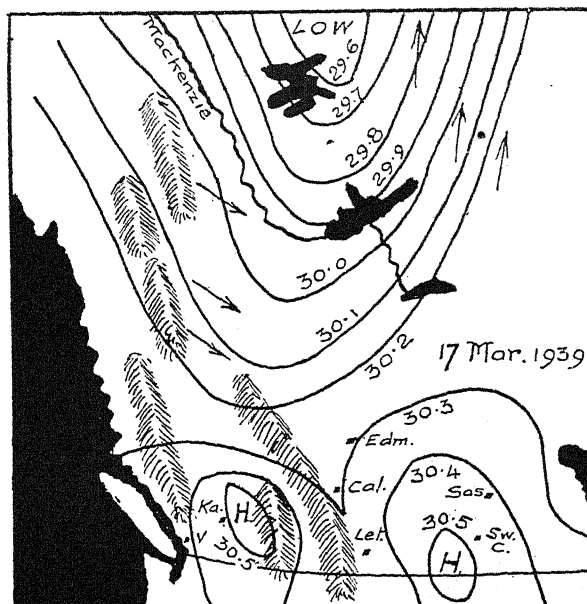 LOW
Mackenzie
29.6
29.7
29.8
29.9
30.0
30.1
30.2
17 Mar. 1939
30.3
Edm.
30.4
Cal.
Sas
Ka.
H
30.5
Sw.
C.
V
30.5
Let.
H